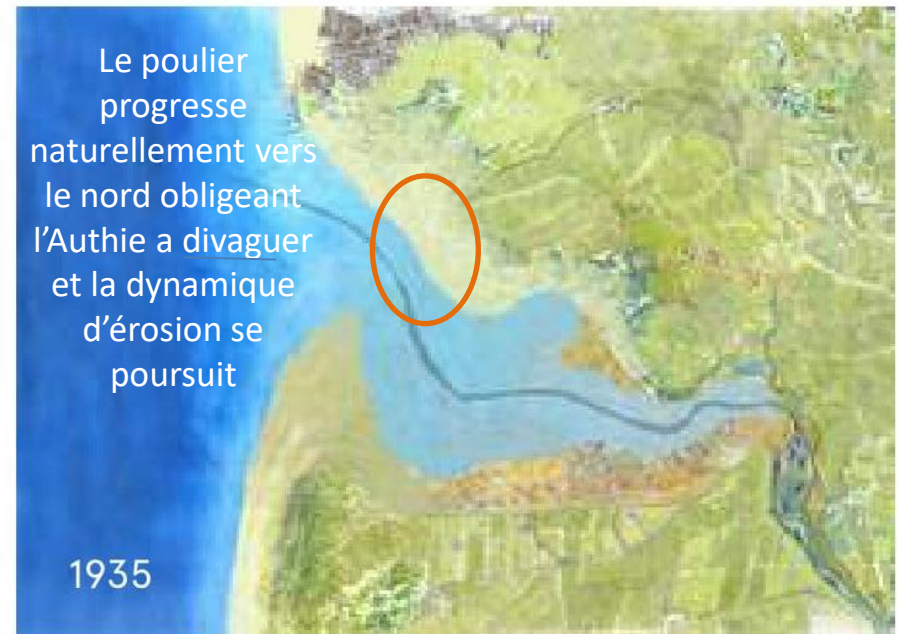 Le poulier
progresse
naturellement vers
le nord obligeant
l’Authie a divaguer
et la dynamique
d’érosion se
poursuit
1935